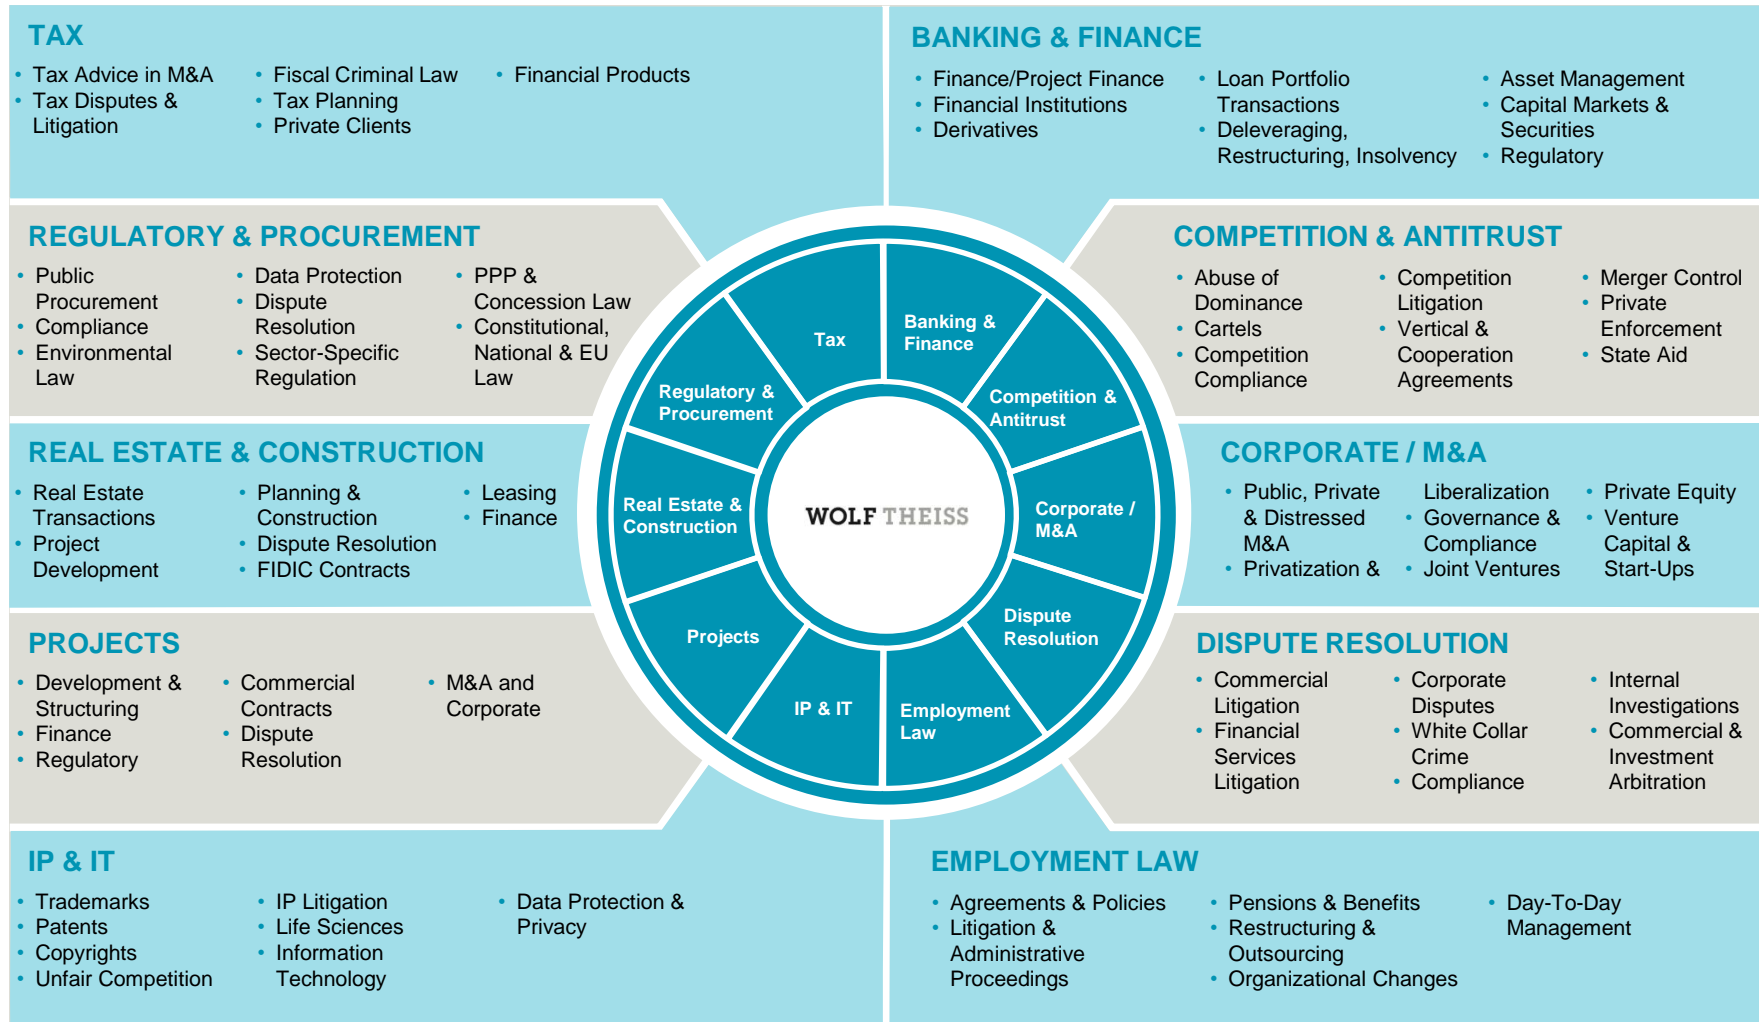 TAX
• Tax Advice in M&A
• Tax Disputes &
Litigation
• Fiscal Criminal Law
• Tax Planning
• Private Clients
• Financial Products
BANKING & FINANCE
• Finance/Project Finance
• Financial Institutions
• Derivatives
• Loan Portfolio
Transactions
• Deleveraging,
Restructuring, Insolvency
• Asset Management
• Capital Markets &
Securities
• Regulatory
REGULATORY & PROCUREMENT
• Public
Procurement
• Compliance
• Environmental
Law
• Data Protection
• Dispute
Resolution
• Sector-Specific
Regulation
• PPP &
Concession Law
• Constitutional,
National & EU
Law
COMPETITION & ANTITRUST
• Abuse of
Dominance
• Cartels
• Competition
Compliance
• Competition
Litigation
• Vertical &
Cooperation
Agreements
• Merger Control
• Private
Enforcement
• State Aid
REAL ESTATE & CONSTRUCTION
• Real Estate
Transactions
• Project
Development
• Planning &
Construction
• Dispute Resolution
• FIDIC Contracts
• Leasing
• Finance
CORPORATE / M&A
• Public, Private
& Distressed
M&A
• Privatization &
Liberalization
• Governance &
Compliance
• Joint Ventures
• Private Equity
• Venture
Capital &
Start-Ups
PROJECTS
• Development &
Structuring
• Finance
• Regulatory
• Commercial
Contracts
• Dispute
Resolution
• M&A and
Corporate
DISPUTE RESOLUTION
• Commercial
Litigation
• Financial
Services
Litigation
• Corporate
Disputes
• White Collar
Crime
• Compliance
• Internal
Investigations
• Commercial &
Investment
Arbitration
IP & IT
• Trademarks
• Patents
• Copyrights
• Unfair Competition
• IP Litigation
• Life Sciences
• Information
Technology
• Data Protection &
Privacy
EMPLOYMENT LAW
• Agreements & Policies
• Litigation &
Administrative
Proceedings
• Pensions & Benefits
• Restructuring &
Outsourcing
• Organizational Changes
• Day-To-Day
Management
Tax
Banking &
Finance
Competition &
Antitrust
Corporate /
M&A
Dispute
Resolution
Employment
Law
IP & IT
Projects
Real Estate &
Construction
Regulatory &
Procurement
WOLF THEISS